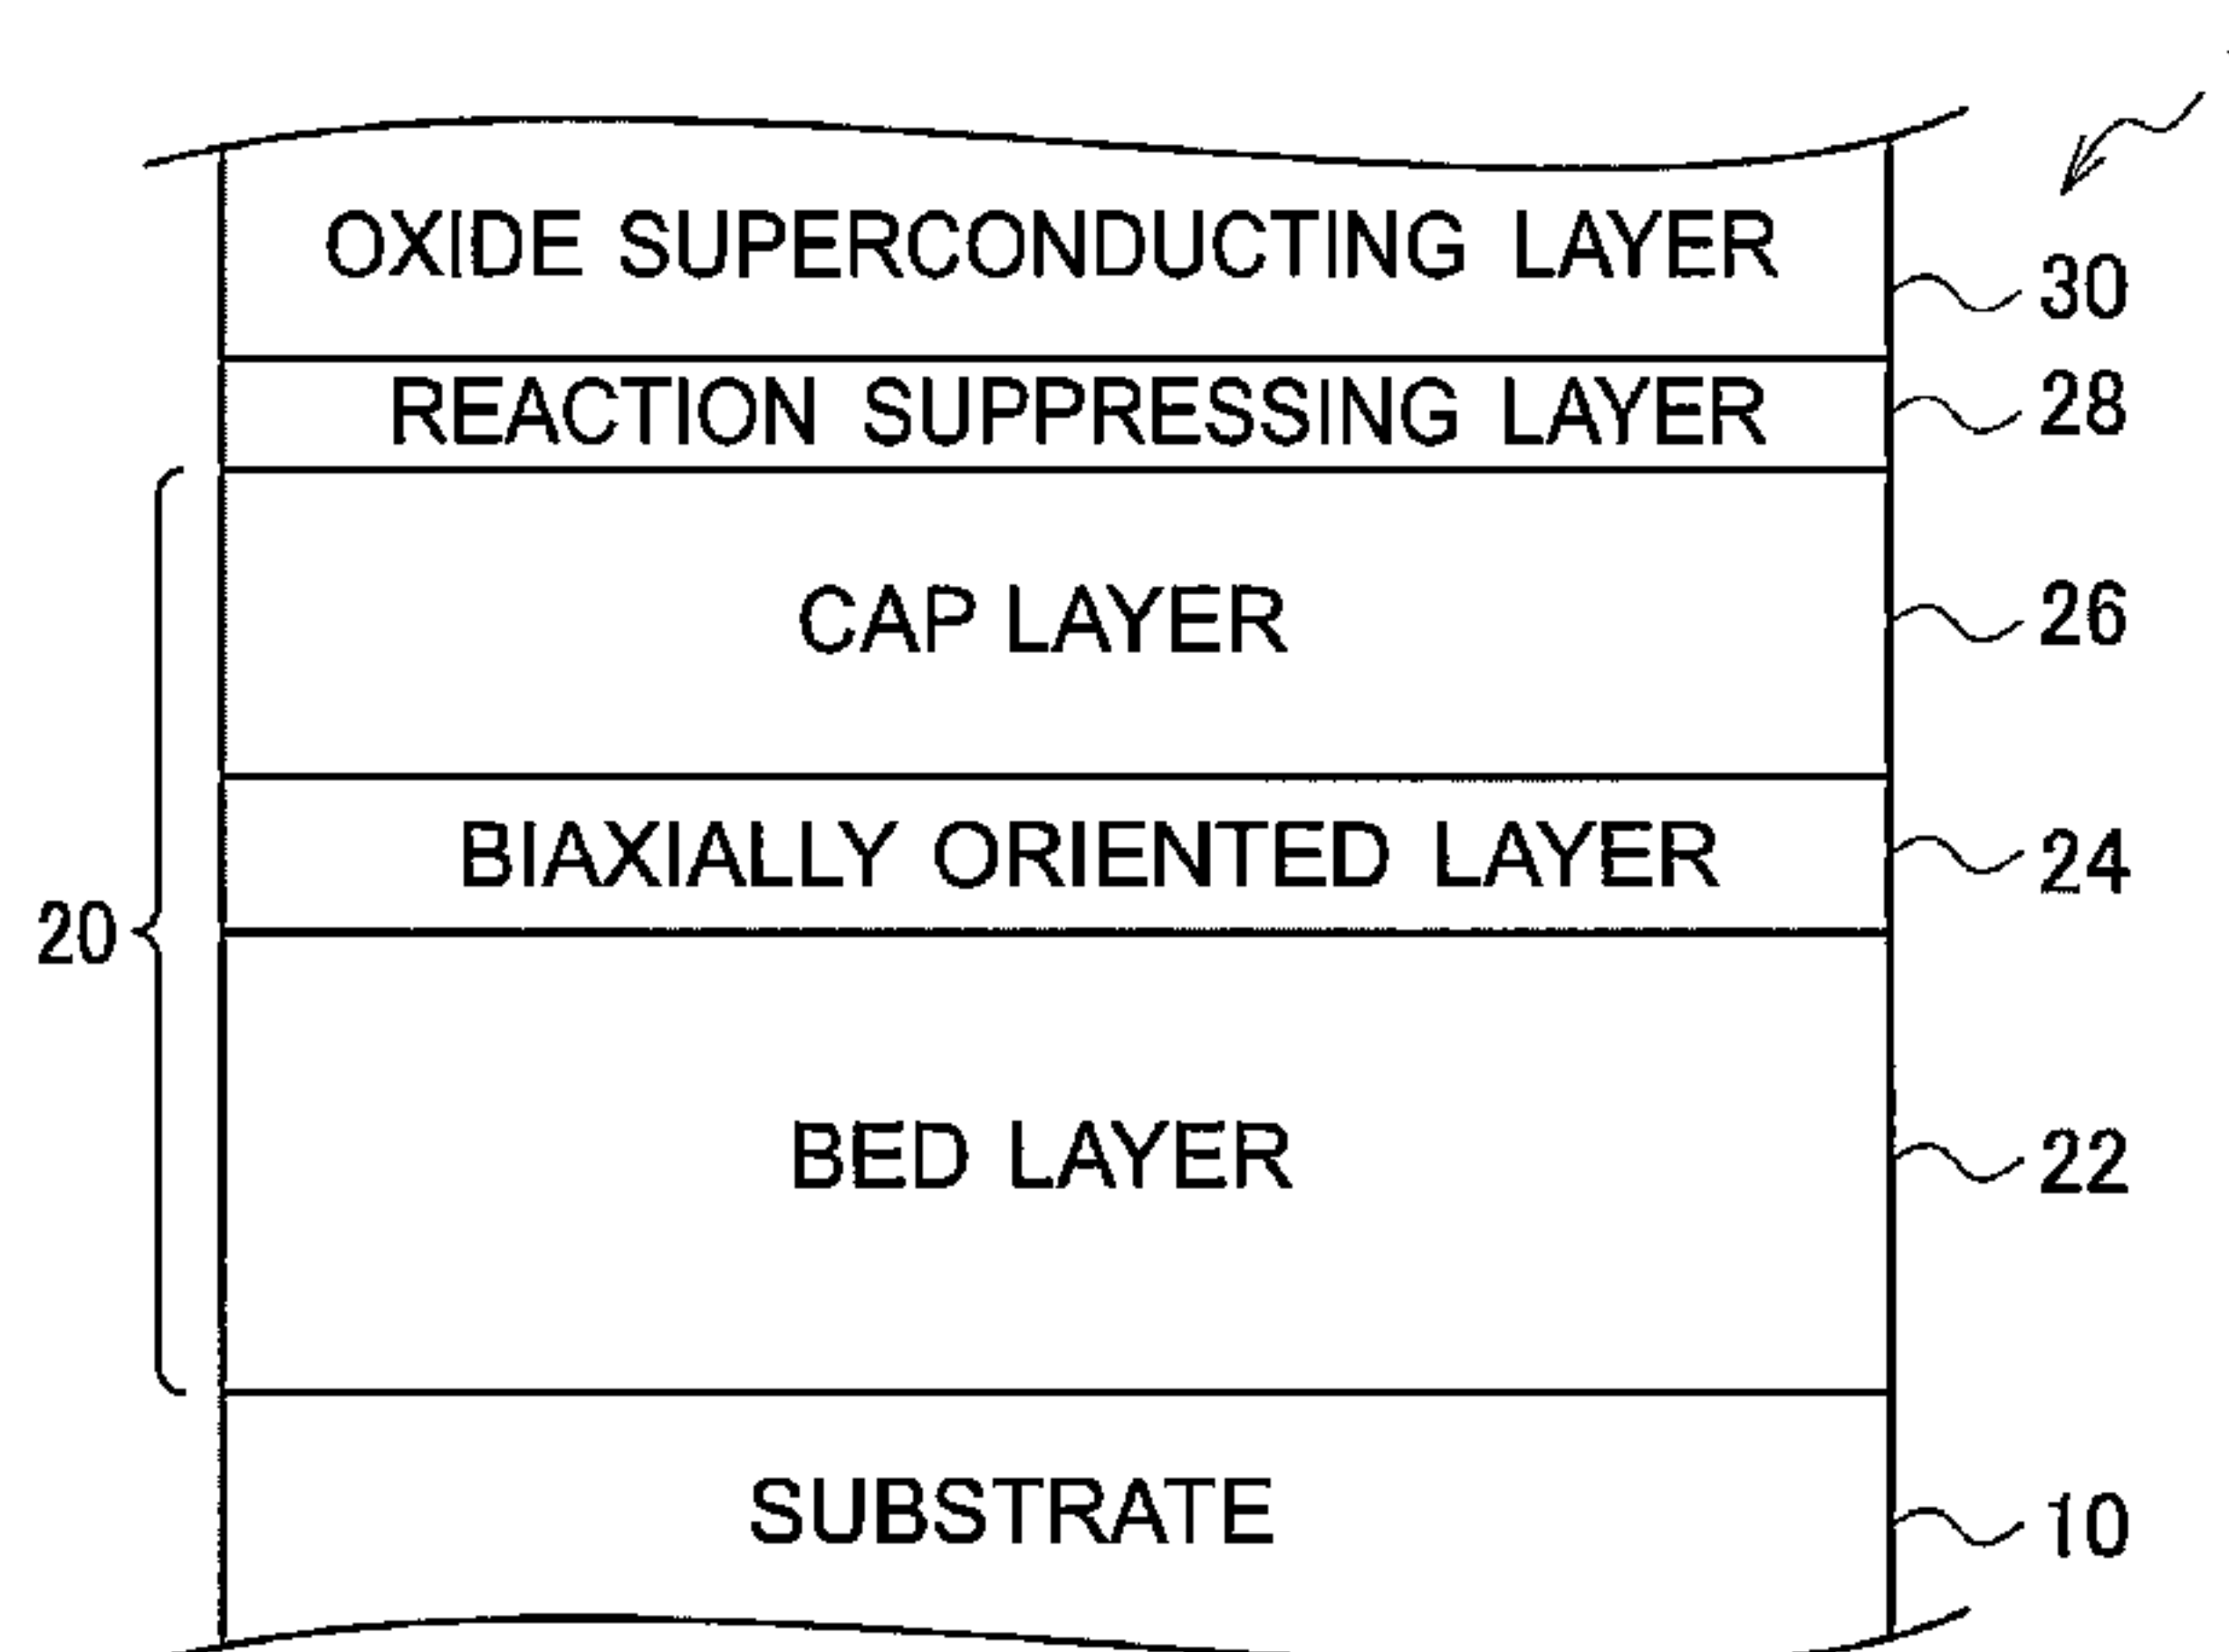 OXIDE SUPERCONDUCTING LAYER
30
REACTION SUPPRESSING LAYER
28
CAP LAYER
26
BIAXIALLY ORIENTED LAYER
24
20
BED LAYER
22
SUBSTRATE
10